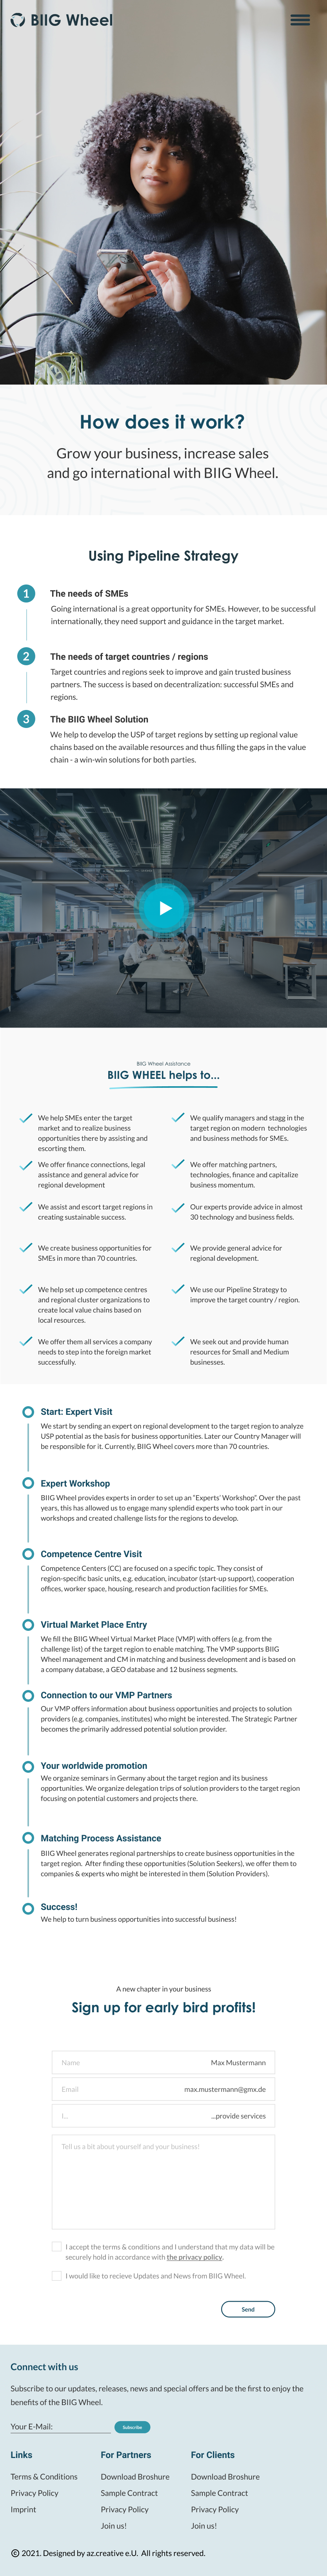 BIIG Wheel
How does it work?
Grow your business, increase sales
and go international with BIIG Wheel.
Using Pipeline Strategy
1
The needs of SMEs
Going international is a great opportunity for SMEs. However, to be successful
internationally, they need support and guidance in the target market.
2
The needs of target countries / regions
Target countries and regions seek to improve and gain trusted business
partners. The success is based on decentralization: successful SMEs and
regions.
3
The BIIG Wheel Solution
We help to develop the USP of target regions by setting up regional value
chains based on the available resources and thus filling the gaps in the value
chain - a win-win solutions for both parties.
BIIG Wheel Assistance
BIIG WHEEL helps to...
We help SMEs enter the target
market and to realize business
opportunities there by assisting and
escorting them.
We qualify managers and stagg in the
target region on modern technologies
and business methods for SMEs.
We offer finance connections, legal
assistance and general advice for
regional development
We offer matching partners,
technologies, finance and capitalize
business momentum.
We assist and escort target regions in
creating sustainable success.
Our experts provide advice in almost
30 technology and business fields.
We create business opportunities for
SMEs in more than 70 countries.
We provide general advice for
regional development.
We help set up competence centres
and regional cluster organizations to
create local value chains based on
local resources.
We use our Pipeline Strategy to
improve the target country / region.
We offer them all services a company
needs to step into the foreign market
successfully.
We seek out and provide human
resources for Small and Medium
businesses.
Start: Expert Visit
We start by sending an expert on regional development to the target region to analyze
USP potential as the basis for business opportunities. Later our Country Manager will
be responsible for it. Currently, BIIG Wheel covers more than 70 countries.
Expert Workshop
BIIG Wheel provides experts in order to set up an "Experts' Workshop". Over the past
years, this has allowed us to engage many splendid experts who took part in our
workshops and created challenge lists for the regions to develop.
Competence Centre Visit
Competence Centers (CC) are focused on a specific topic. They consist of
region-specific basic units, e.g. education, incubator (start-up support), cooperation
offices, worker space, housing, research and production facilities for SMEs.
Virtual Market Place Entry
We fill the BIIG Wheel Virtual Market Place (VMP) with offers (e.g. from the
challenge list) of the target region to enable matching. The VMP supports BIIG
Wheel management and CM in matching and business development and is based on
a company database, a GEO database and 12 business segments.
Connection to our VMP Partners
Our VMP offers information about business opportunities and projects to solution
providers (e.g. companies, institutes) who might be interested. The Strategic Partner
becomes the primarily addressed potential solution provider.
Your worldwide promotion
We organize seminars in Germany about the target region and its business
opportunities. We organize delegation trips of solution providers to the target region
focusing on potential customers and projects there.
Matching Process Assistance
BIIG Wheel generates regional partnerships to create business opportunities in the
target region. After finding these opportunities (Solution Seekers), we offer them to
companies & experts who might be interested in them (Solution Providers).
Success!
We help to turn business opportunities into successful business!
A new chapter in your business
Sign up for early bird profits!
Name Max Mustermann
Email max.mustermann@gmx.de
I... ...provide services
Tell us a bit about yourself and your business!
I accept the terms & conditions and I understand that my data will be
securely hold in accordance with the privacy policy.
I would like to recieve Updates and News from BIIG Wheel.
Send
Connect with us
Subscribe to our updates, releases, news and special offers and be the first to enjoy the
benefits of the BIIG Wheel.
Your E-Mail:
Subscribe
Links
Terms & Conditions
Privacy Policy
Imprint
For Partners
Download Broshure
Sample Contract
Privacy Policy
Join us!
For Clients
Download Broshure
Sample Contract
Privacy Policy
Join us!
© 2021. Designed by az.creative e.U. All rights reserved.